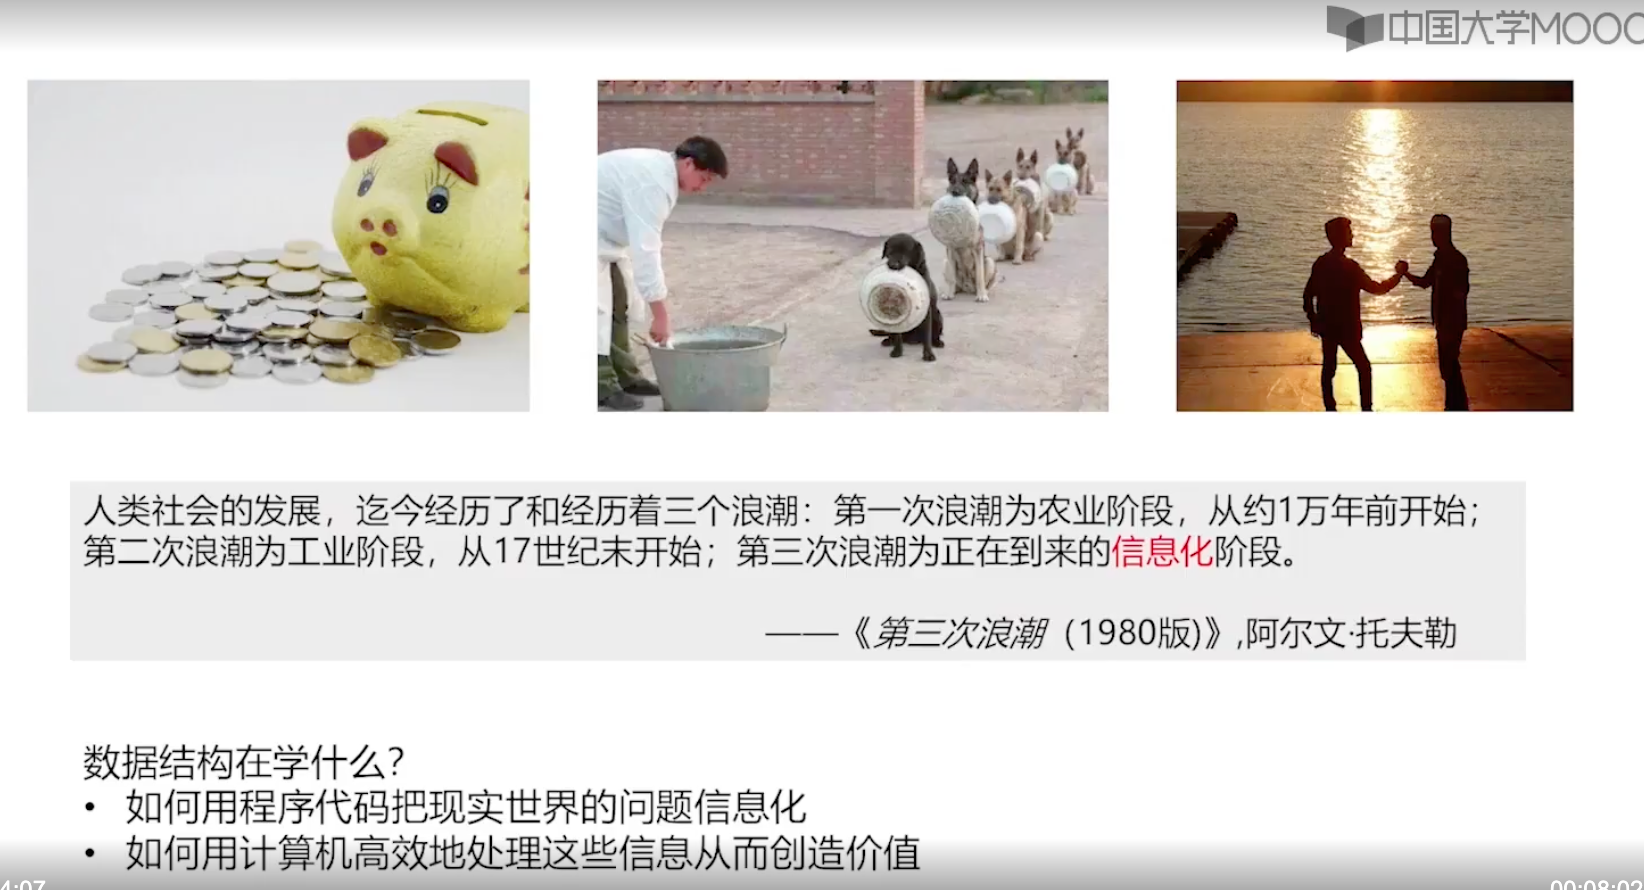 中国大学MOOC
人类社会的发展，迄今经历了和经历着三个浪潮：第一次浪潮为农业阶段，从约1万年前开始；
第二次浪潮为工业阶段，从17世纪末开始；第三次浪潮为正在到来的信息化阶段。
——《第三次浪潮（1980版)》,阿尔文·托夫勒
数据结构在学什么？
• 如何用程序代码把现实世界的问题信息化
• 如何用计算机高效地处理这些信息从而创造价值